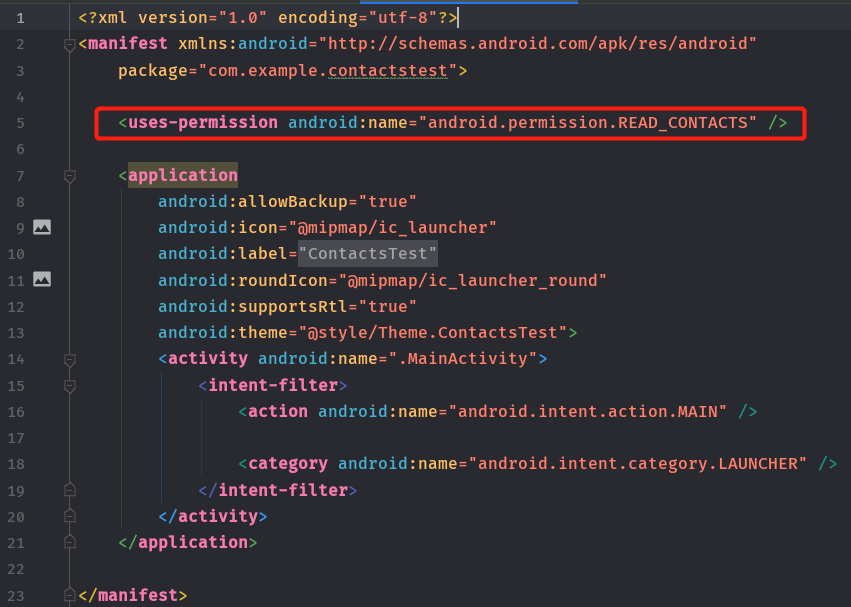 1 <?xml version="1.0" encoding="utf-8"?>
2 <manifest xmlns:android="http://schemas.android.com/apk/res/android"
3 package="com.example.contactstest">
4
5 <uses-permission android:name="android.permission.READ_CONTACTS" />
6
7 <application
8 android:allowBackup="true"
9 android:icon="@mipmap/ic_launcher"
10 android:label="ContactsTest"
11 android:roundIcon="@mipmap/ic_launcher_round"
12 android:supportsRtl="true"
13 android:theme="@style/Theme.ContactsTest">
14 <activity android:name=".MainActivity">
15 <intent-filter>
16 <action android:name="android.intent.action.MAIN" />
17
18 <category android:name="android.intent.category.LAUNCHER" />
19 </intent-filter>
20 </activity>
21 </application>
22
23 </manifest>